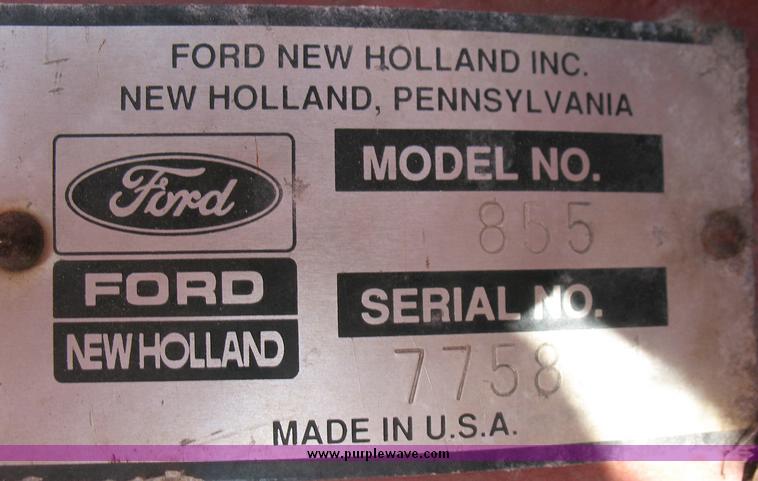 FORD NEW HOLLAND INC.
NEW HOLLAND, PENNSYLVANIA
Ford
FORD
NEW HOLLAND
MODEL NO.
855
SERIAL NO.
MADE IN U.S.A.
www.purplewave.com